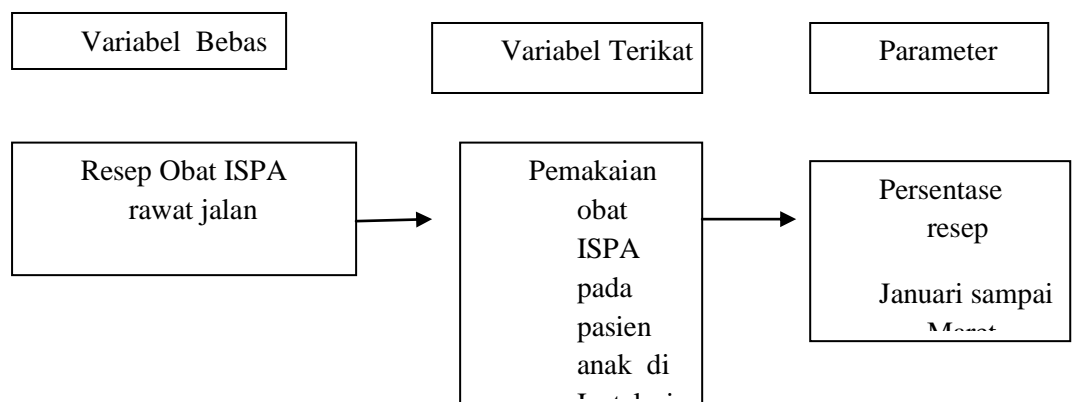 Variabel Bebas
Variabel Terikat
Parameter
Resep Obat ISPA
rawat jalan
Pemakaian
obat
ISPA
pada
pasien
anak di
Persentase
resep
Januari sampai
Maret